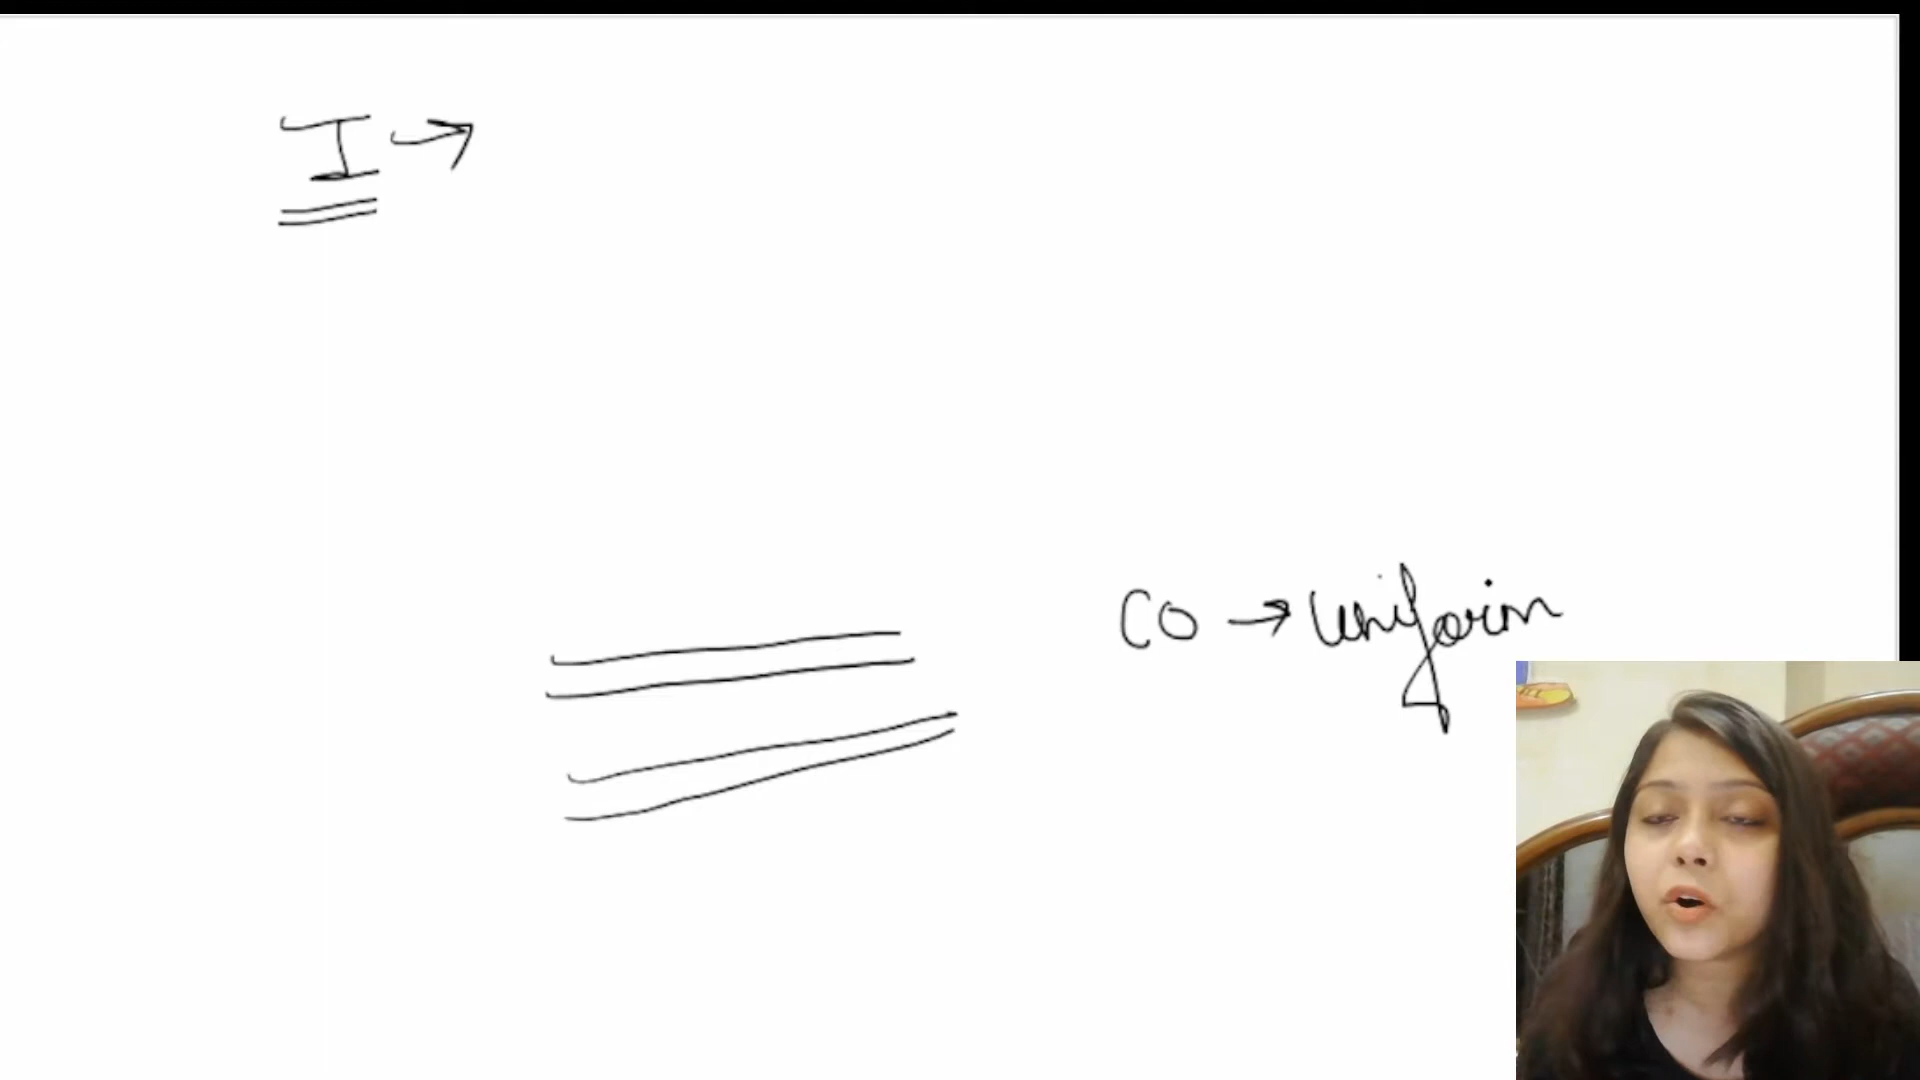 I →
CO → Uniform